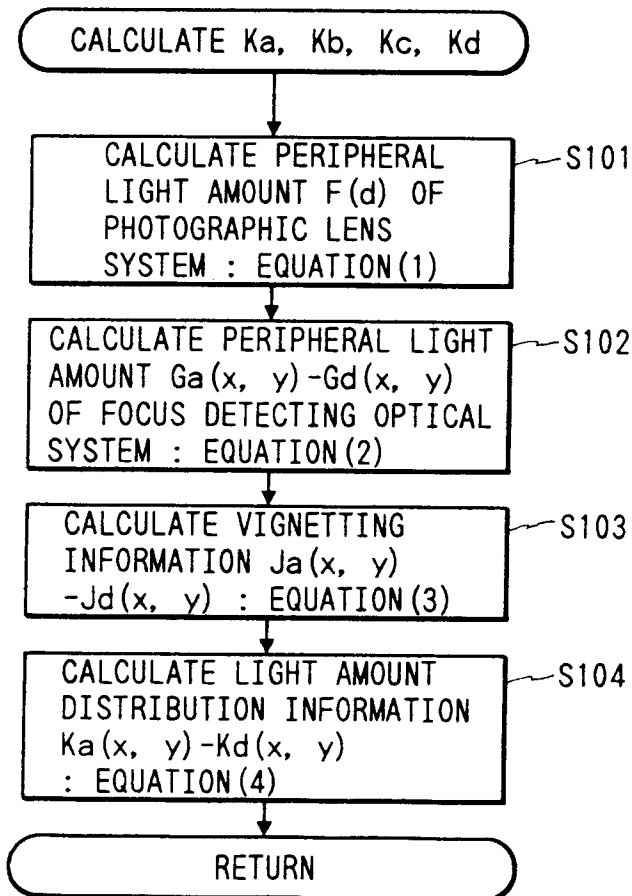 CALCULATE Ka, Kb, Kc, Kd
CALCULATE PERIPHERAL
LIGHT AMOUNT F(d) OF
PHOTOGRAPHIC LENS
SYSTEM : EQUATION(1)
S101
CALCULATE PERIPHERAL LIGHT
AMOUNT Ga(x, y)-Gd(x, y)
OF FOCUS DETECTING OPTICAL
SYSTEM : EQUATION(2)
S102
CALCULATE VIGNETTING
INFORMATION Ja(x, y)
-Jd(x, y) : EQUATION(3)
S103
CALCULATE LIGHT AMOUNT
DISTRIBUTION INFORMATION
Ka(x, y)-Kd(x, y)
: EQUATION(4)
S104
RETURN